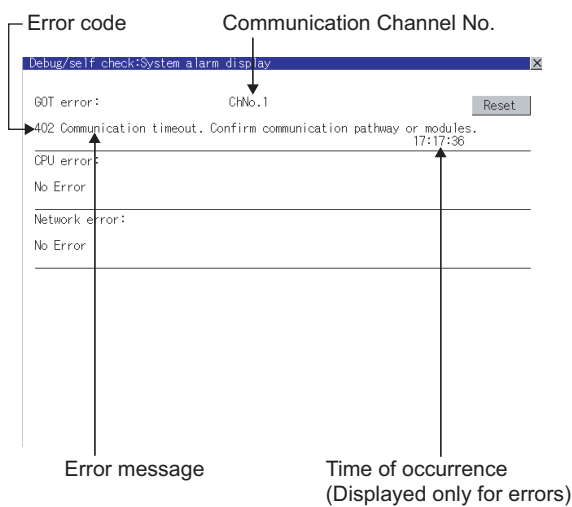 Error code
Communication Channel No.
Debug/self check:System alarm display
GOT error: ChNo.1
Reset
402 Communication timeout. Confirm communication pathway or modules.
17:17:36
CPU error:
No Error
Network error:
No Error
Error message
Time of occurrence
(Displayed only for errors)